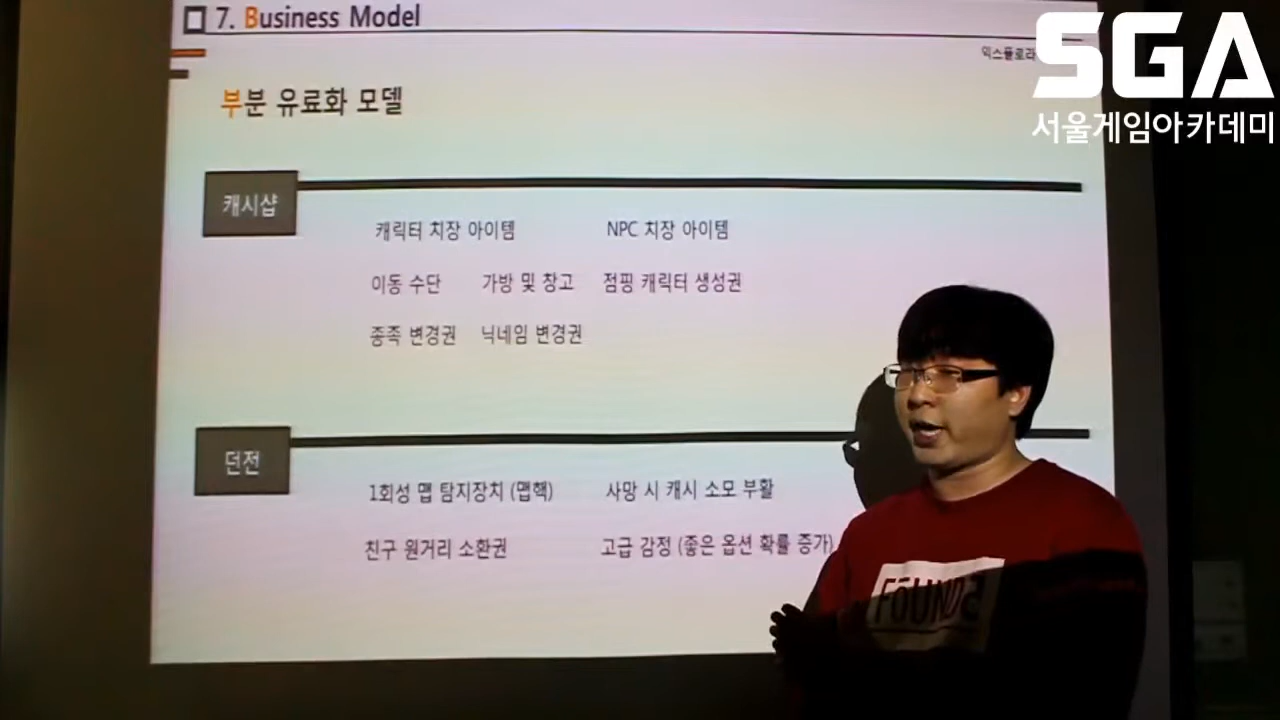 7. Business Model
익스플로라
SGA
서울게임아카데미
부분 유료화 모델
캐시샵
캐릭터 치장 아이템 NPC 치장 아이템
이동 수단 가방 및 창고 점핑 캐릭터 생성권
종족 변경권 닉네임 변경권
던전
1회성 맵 탐지장치 (맵핵) 사망 시 캐시 소모 부활
친구 원거리 소환권 고급 감정 (좋은 옵션 확률 증가)